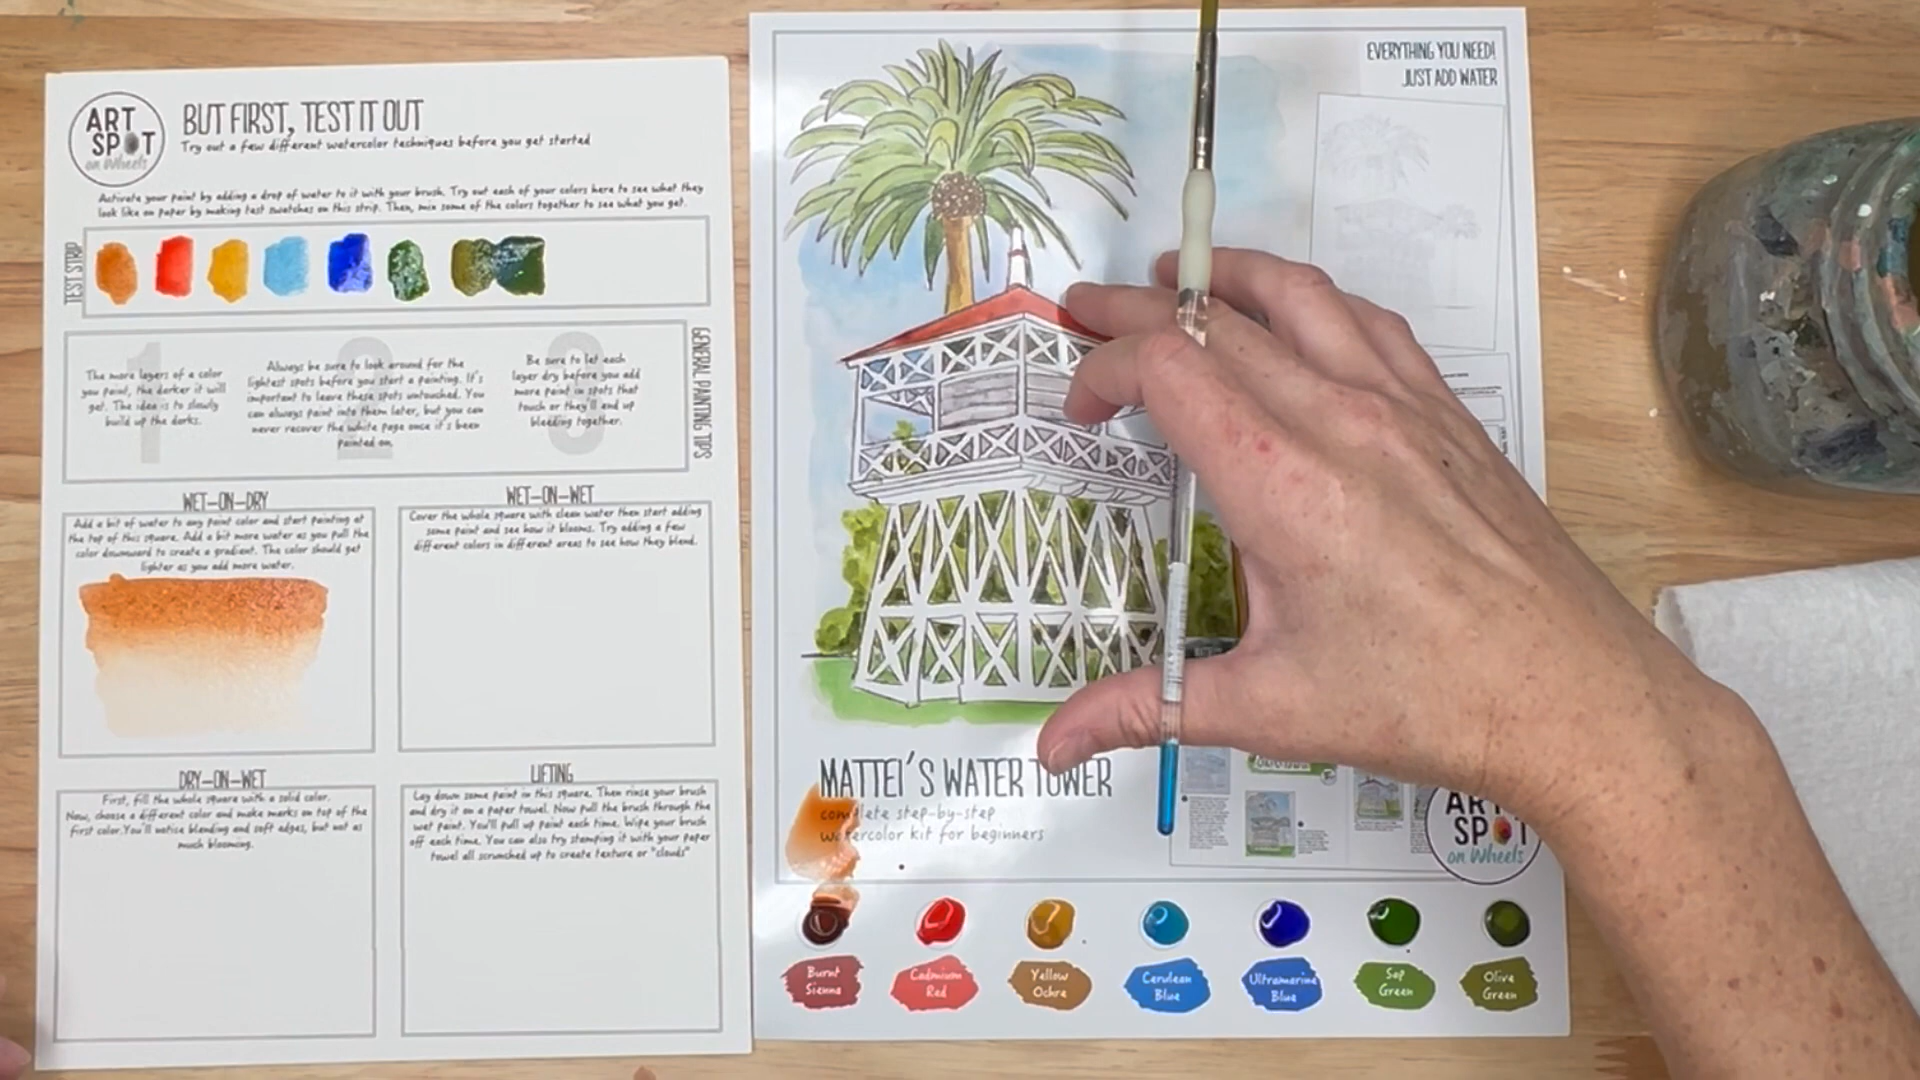 ART
SPOT
on Wheels
BUT FIRST, TEST IT OUT
Try out a few different watercolor techniques before you get started
Activate your paint by adding a drop of water to it with your brush. Try out each of your colors here to see what they
look like on paper by making test swatches on this strip. Then, mix some of the colors together to see what you get.
TEST STRIP
1
The more layers of a color
you paint, the darker it will
get. The idea is to slowly
build up the darks.
2
Always be sure to look around for the
lightest spots before you start a painting. It's
important to leave these spots untouched. You
can always paint into them later, but you can
never recover the white page once it's been
painted on.
3
Be sure to let each
layer dry before you add
more paint in spots that
touch or they'll end up
bleeding together.
GENERAL PAINTING TIPS
WET-ON-DRY
Add a bit of water to any paint color and start painting at
the top of this square. Add a bit more water as you pull the
color downward to create a gradient. The color should get
lighter as you add more water.
WET-ON-WET
Cover the whole square with clean water then start adding
some paint and see how it blooms. Try adding a few
different colors in different areas to see how they blend.
DRY-ON-WET
First, fill the whole square with a solid color.
Now, choose a different color and make marks on top of the
first color. You'll notice blending and soft edges, but not as
much blooming.
LIFTING
Lay down some paint in this square. Then rinse your brush
and dry it on a paper towel. Now pull the brush through the
wet paint. You'll pull up paint each time. Wipe your brush
off each time. You can also try stamping it with your paper
towel all scrunched up to create texture or "clouds"
EVERYTHING YOU NEED!
JUST ADD WATER
MATTEI'S WATER TOWER
complete step-by-step
watercolor kit for beginners
ART
SPOT
on Wheels
Burnt
Sienna
Cadmium
Red
Yellow
Ochre
Cerulean
Blue
Ultramarine
Blue
Sap
Green
Olive
Green